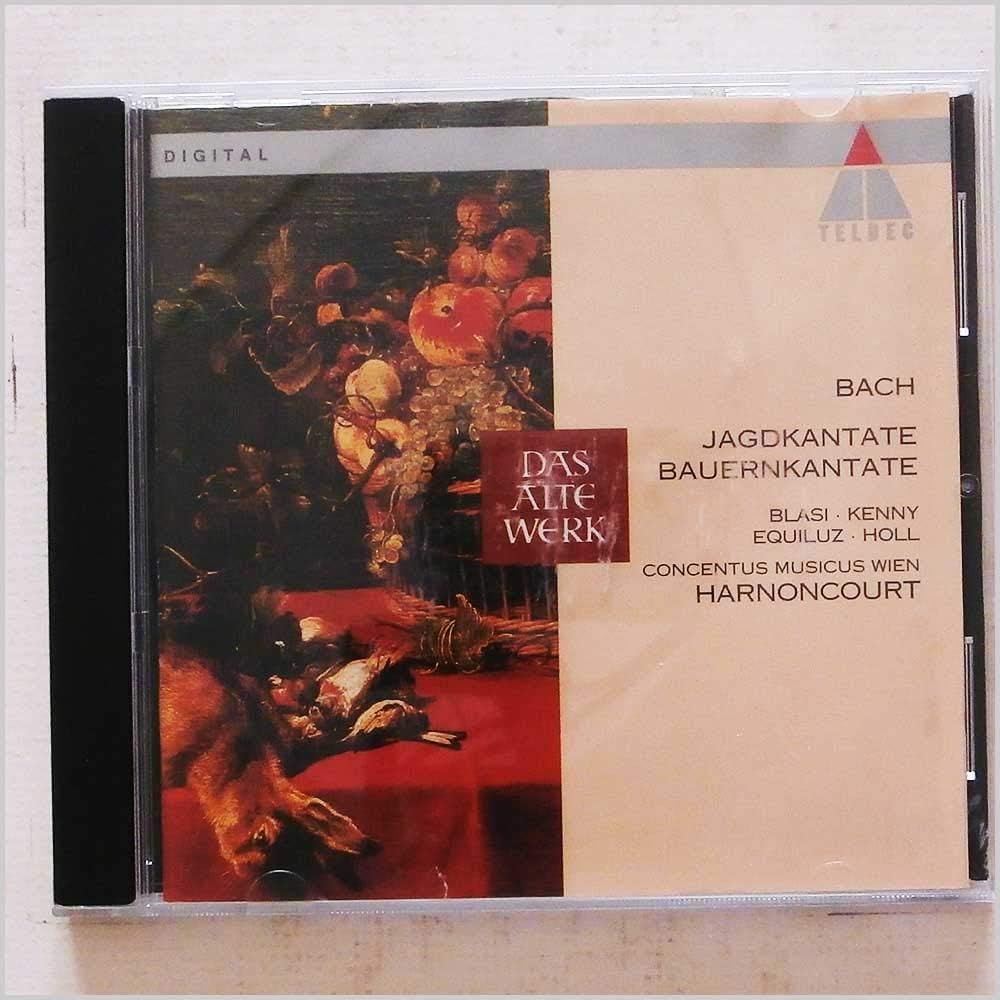 DIGITAL
TELDEC
BACH
JAGDKANTATE
BAUERNKANTATE
DAS
ALTE
WERK
BLASI · KENNY
EQUILUZ · HOLL
CONCENTUS MUSICUS WIEN
HARNONCOURT